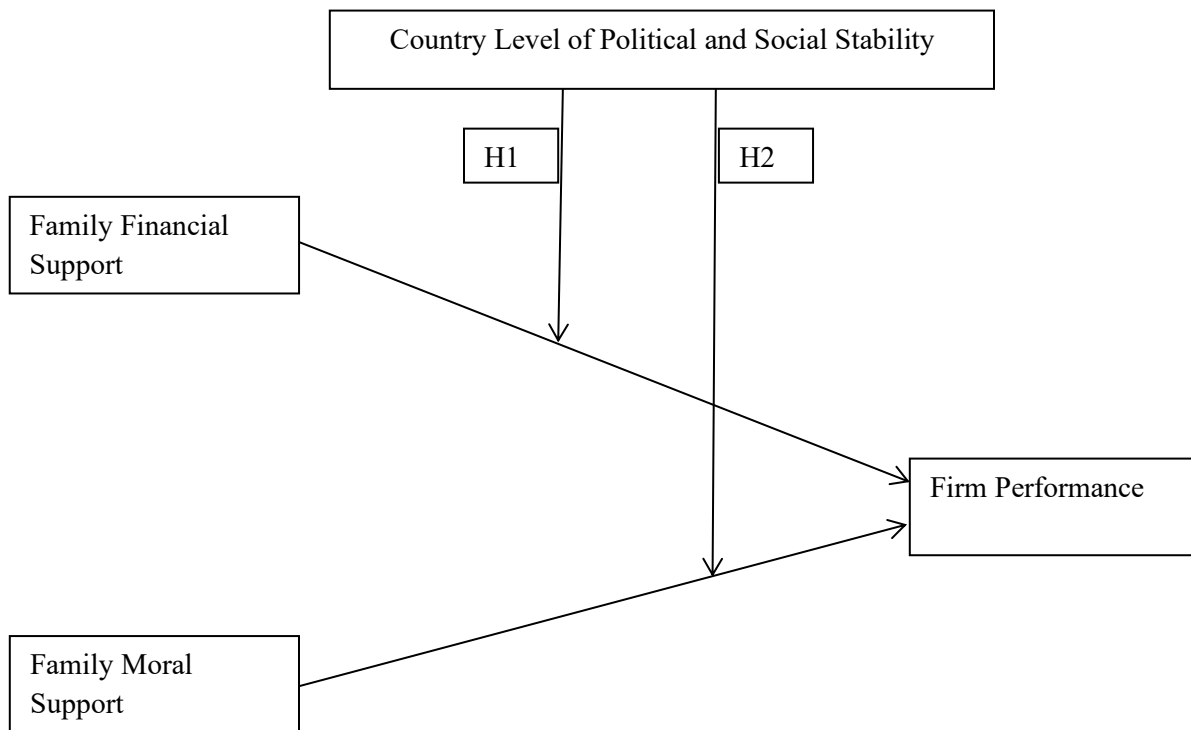 Country Level of Political and Social Stability
H1
H2
Family Financial
Support
Firm Performance
Family Moral
Support